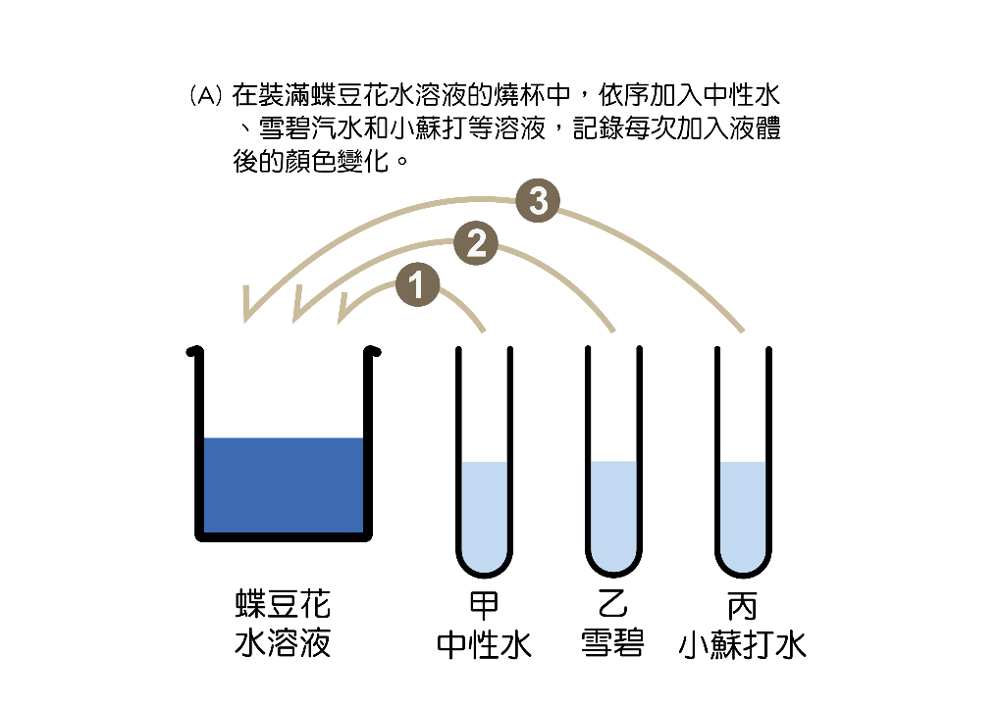 (A) 在裝滿蝶豆花水溶液的燒杯中，依序加入中性水
、雪碧汽水和小蘇打等溶液，記錄每次加入液體
後的顏色變化。
3
2
1
蝶豆花
水溶液
甲
中性水
乙
雪碧
丙
小蘇打水